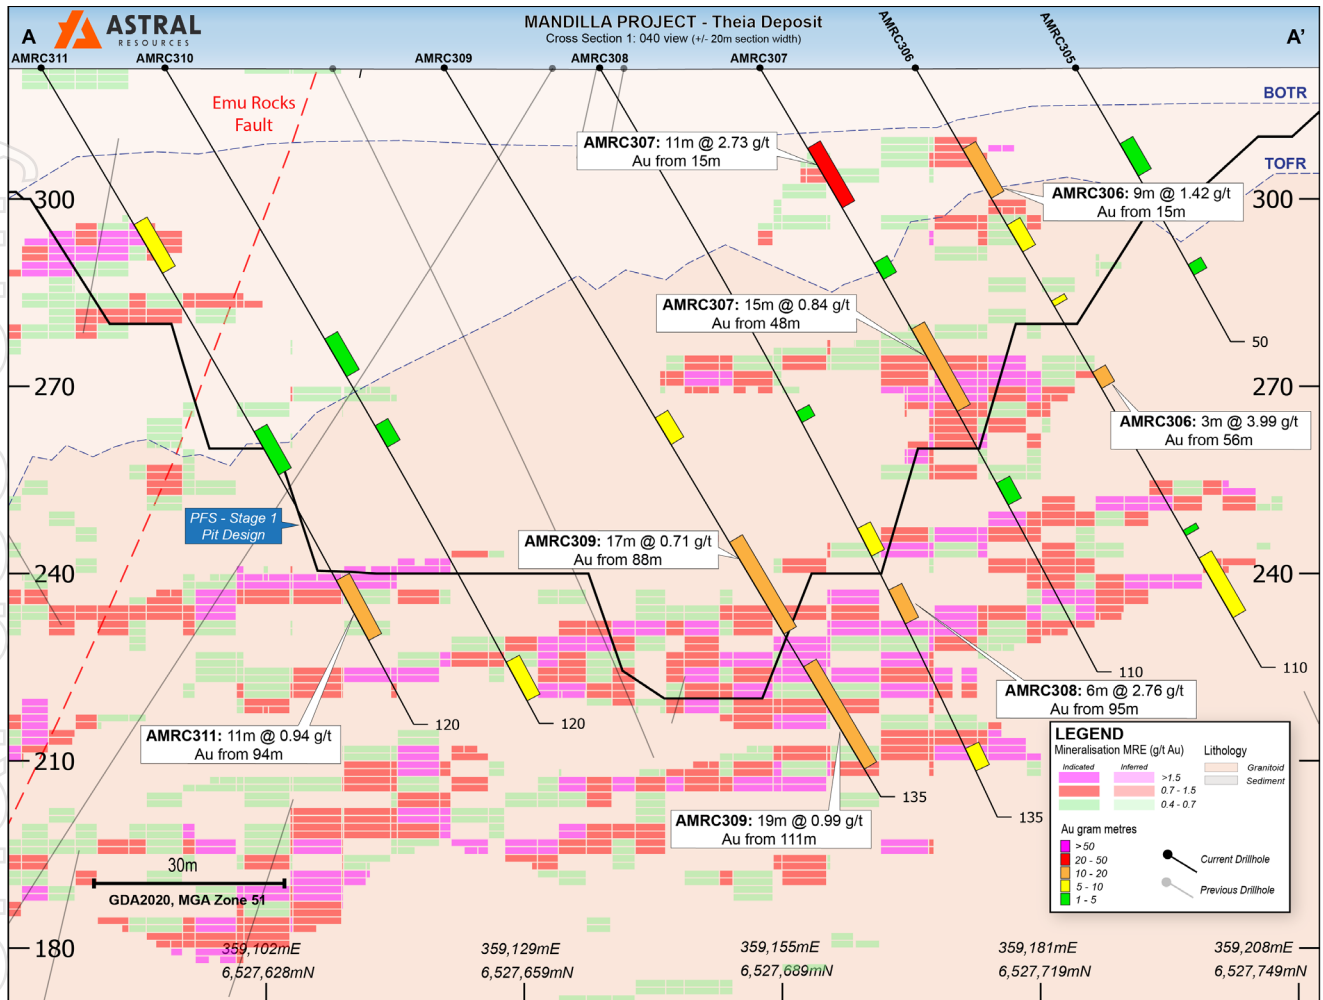 A
ASTRAL
RESOURCES
MANDILLA PROJECT - Theia Deposit
Cross Section 1: 040 view (+/- 20m section width)
A'
AMRC311
AMRC310
AMRC309
AMRC308
AMRC307
AMRC306
AMRC305
Emu Rocks
Fault
BOTR
TOFR
AMRC307: 11m @ 2.73 g/t
Au from 15m
AMRC306: 9m @ 1.42 g/t
Au from 15m
300
300
AMRC307: 15m @ 0.84 g/t
Au from 48m
50
270
270
AMRC306: 3m @ 3.99 g/t
Au from 56m
PFS - Stage 1
Pit Design
AMRC309: 17m @ 0.71 g/t
Au from 88m
240
240
110
110
AMRC308: 6m @ 2.76 g/t
Au from 95m
120
120
AMRC311: 11m @ 0.94 g/t
Au from 94m
210
135
135
AMRC309: 19m @ 0.99 g/t
Au from 111m
LEGEND
Mineralisation MRE (g/t Au)
Lithology
Indicated
Inferred
>1.5
0.7 - 1.5
0.4 - 0.7
Granitoid
Sediment
Au gram metres
> 50
20 - 50
10 - 20
5 - 10
1 - 5
Current Drillhole
Previous Drillhole
30m
GDA2020, MGA Zone 51
180
359,102mE
6,527,628mN
359,129mE
6,527,659mN
359,155mE
6,527,689mN
359,181mE
6,527,719mN
359,208mE
6,527,749mN